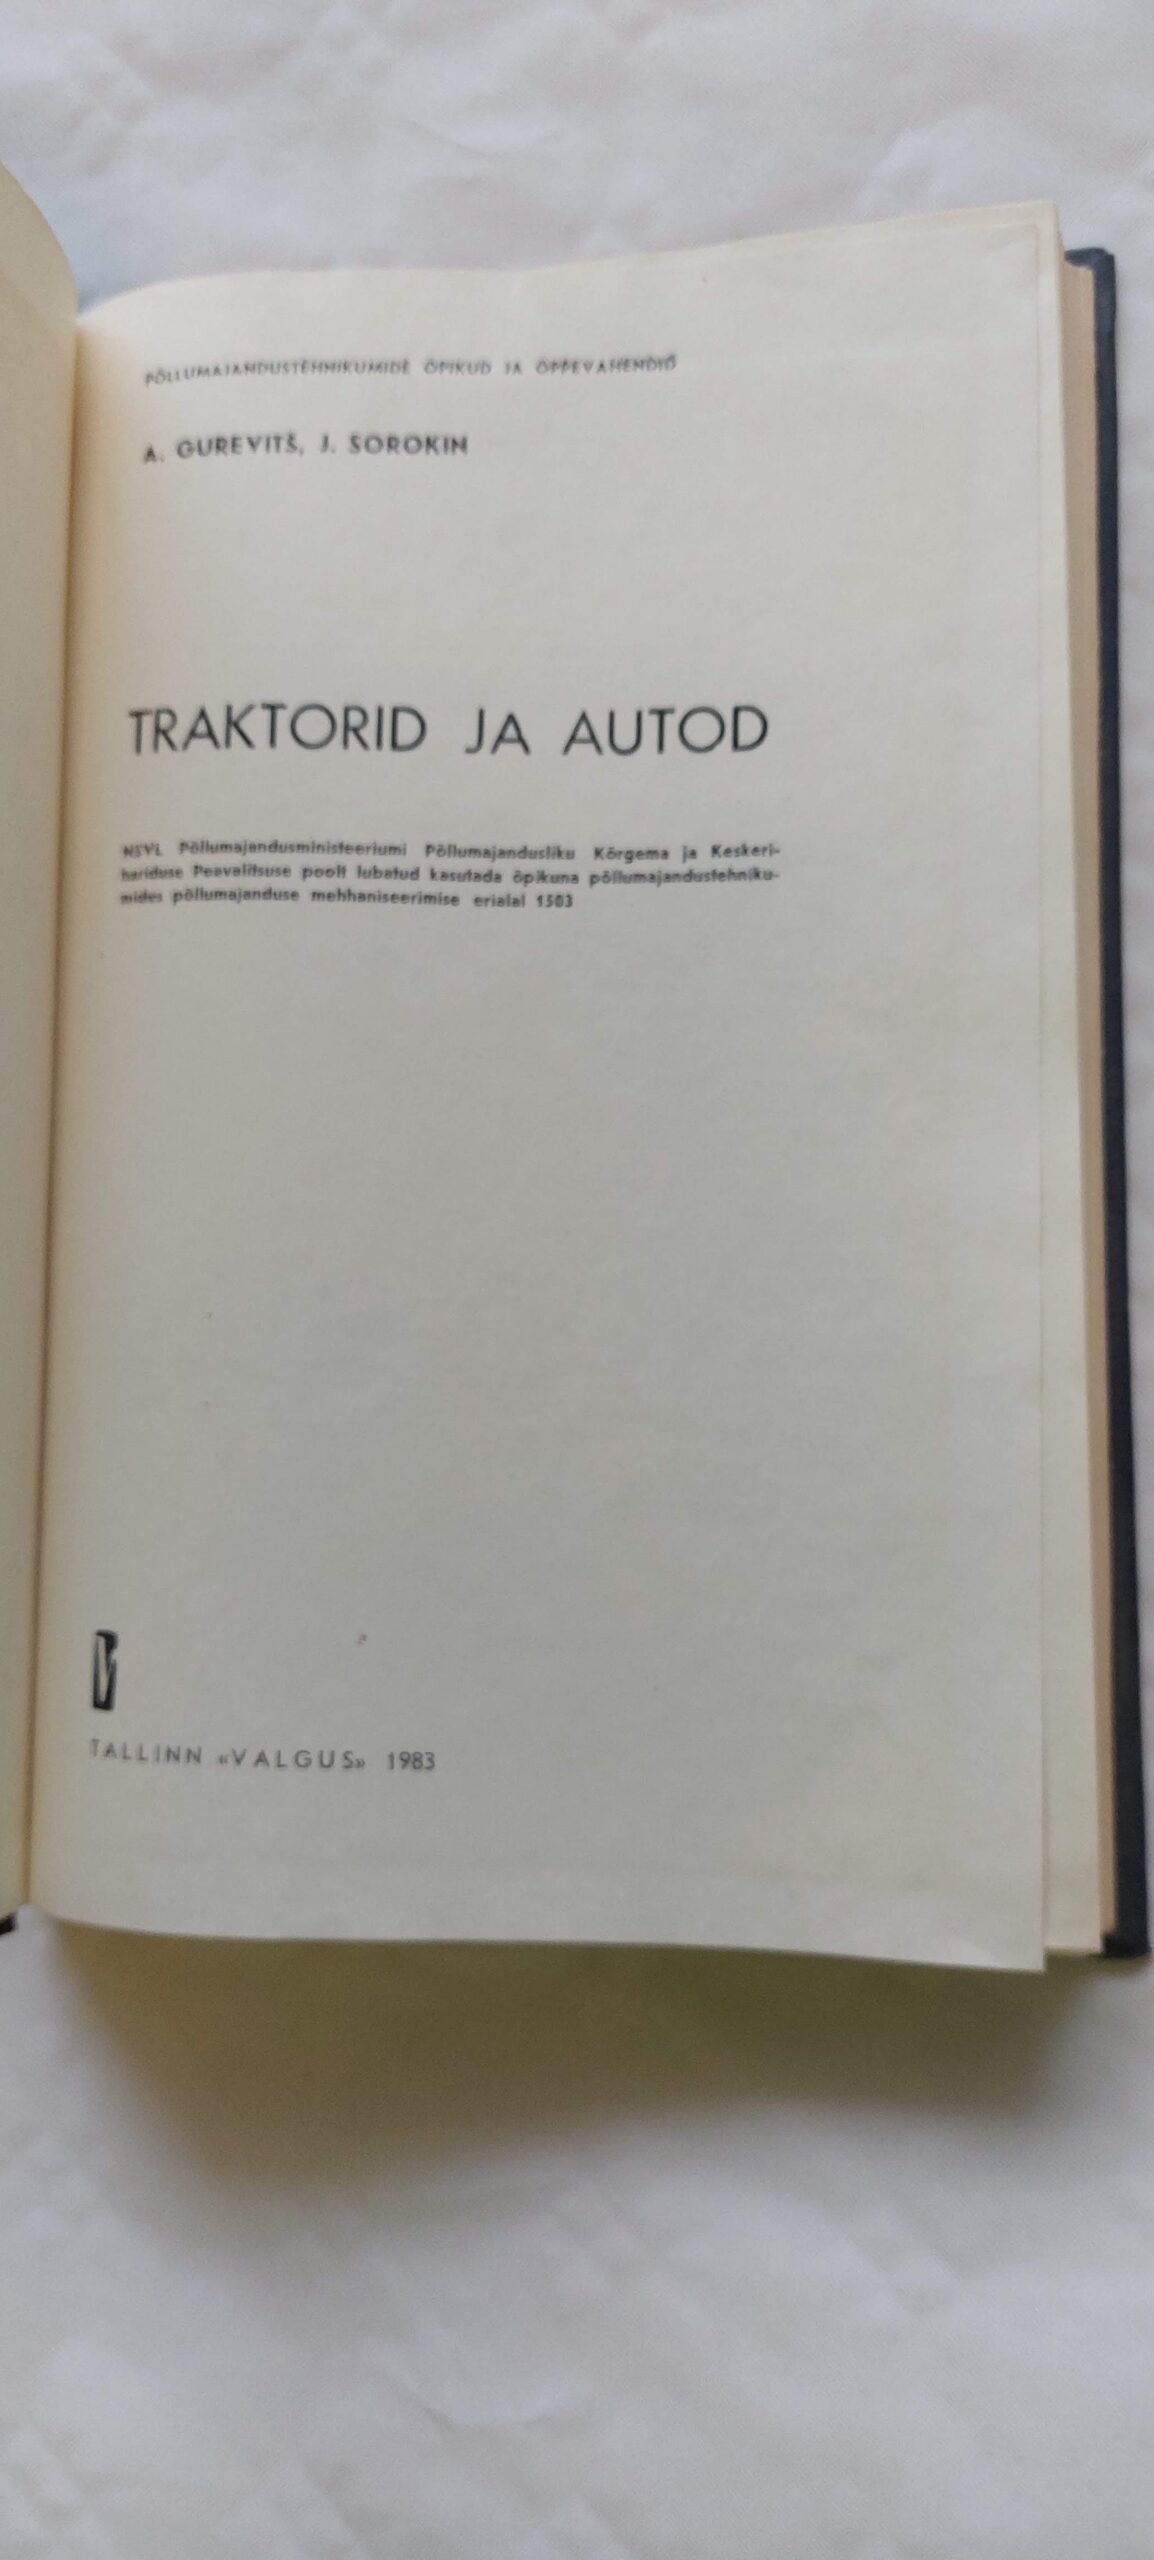 PÕLLUMAJANDUSTEHNIKUMIDE ÕPIKUD JA ÕPPEVAHENDID
A. GUREVITŠ, J. SOROKIN
TRAKTORID JA AUTOD
NSVL Põllumajandusministeeriumi Põllumajandusliku Kõrgema ja Keskeri-
hariduse Peavalitsuse poolt lubatud kasutada õpikuna põllumajandustehniku-
mides põllumajanduse mehhaniseerimise erialal 1503
TALLINN «VALGUS» 1983